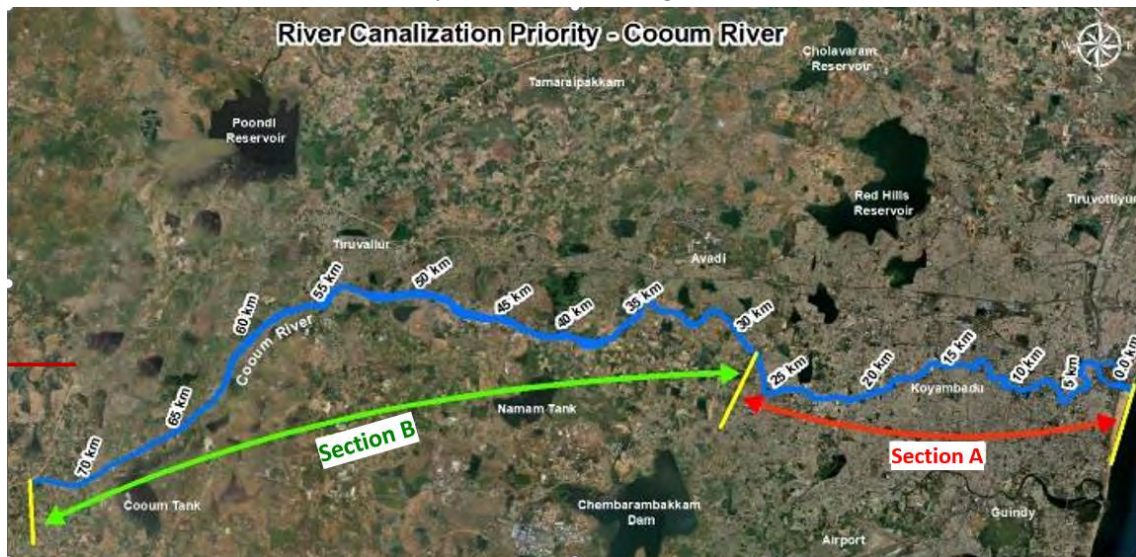 River Canalization Priority - Cooum River
Cholavaram
Reservoir
Tamaraipakkam
Poondi
Reservoir
Red Hills
Reservoir
Tiruvottiyur
Tiruvallur
Avadi
55 km
50 km
45 km
40 km
35 km
30 km
60 km
Cooum River
65 km
70 km
25 km
20 km
15 km
10 km
5 km
0.0 km
Koyambadu
Namam Tank
Section B
Section A
Cooum Tank
Chembarambakkam
Dam
Guindy
Airport